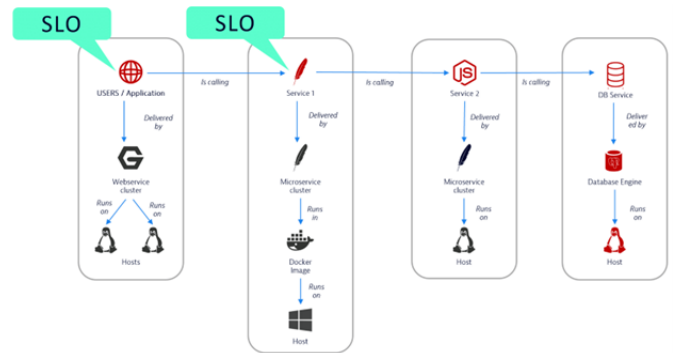 SLO
SLO
USERS / Application
Is calling
Service 1
Is calling
Service 2
Is calling
DB Service
Delivered
by
Delivered
by
Delivered
by
Deliver
ed by
Webservice
cluster
Microservice
cluster
Microservice
cluster
Database Engine
Runs
on
Runs
on
Runs
in
Runs
on
Runs
on
Hosts
Docker
Image
Host
Host
Runs
on
Host